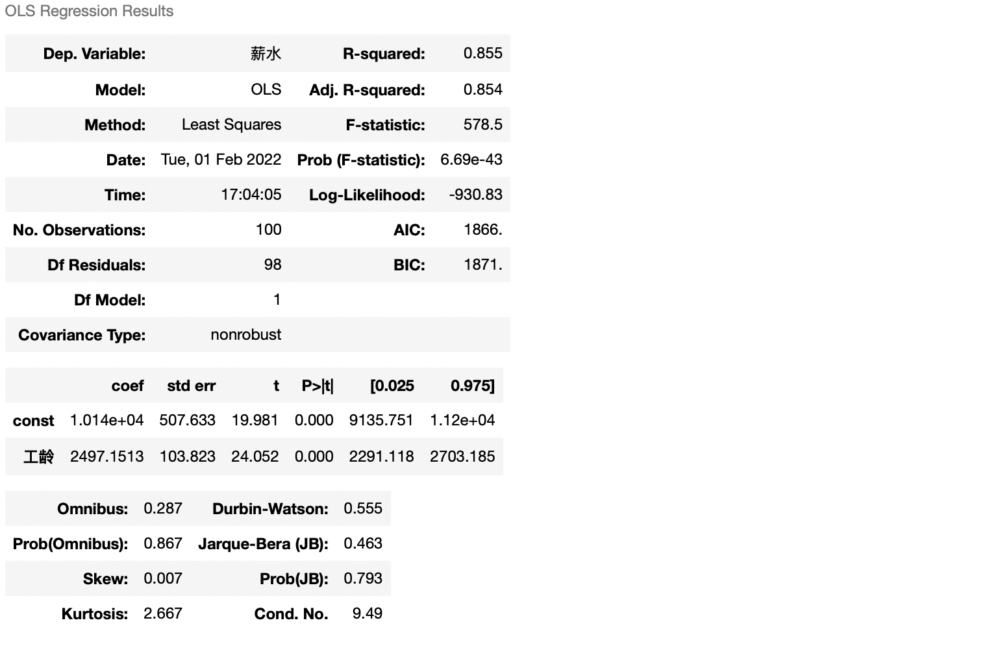 OLS Regression Results
Dep. Variable: 薪水 R-squared: 0.855
Model: OLS Adj. R-squared: 0.854
Method: Least Squares F-statistic: 578.5
Date: Tue, 01 Feb 2022 Prob (F-statistic): 6.69e-43
Time: 17:04:05 Log-Likelihood: -930.83
No. Observations: 100 AIC: 1866.
Df Residuals: 98 BIC: 1871.
Df Model: 1
Covariance Type: nonrobust
coef std err t P>|t| [0.025 0.975]
const 1.014e+04 507.633 19.981 0.000 9135.751 1.12e+04
工龄 2497.1513 103.823 24.052 0.000 2291.118 2703.185
Omnibus: 0.287 Durbin-Watson: 0.555
Prob(Omnibus): 0.867 Jarque-Bera (JB): 0.463
Skew: 0.007 Prob(JB): 0.793
Kurtosis: 2.667 Cond. No. 9.49